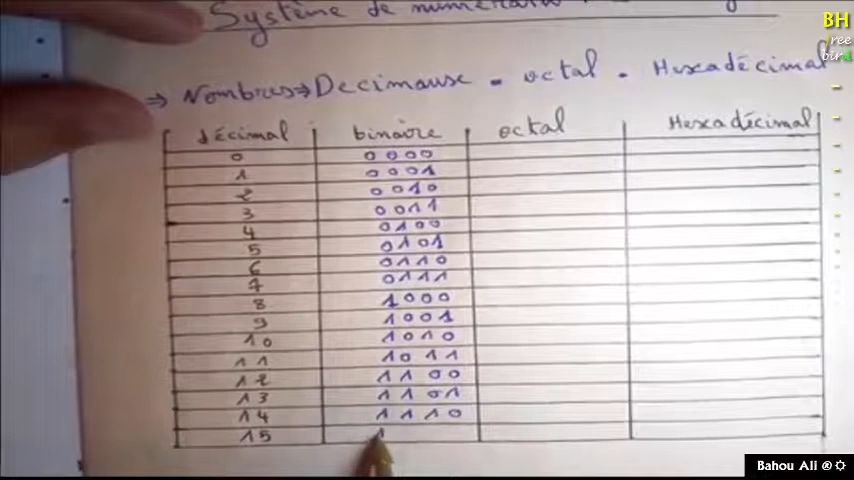 Système de
BH
free
bird
⇒ Nombres → Decimause - octal - Hexadécimal
décimal binaire octal Hexadécimal
0 0000
1 0001
2 0010
3 0011
4 0100
5 0101
6 0110
7 0111
8 1000
9 1001
10 1010
11 1011
12 1100
13 1101
14 1110
15 1
Bahou Ali ®